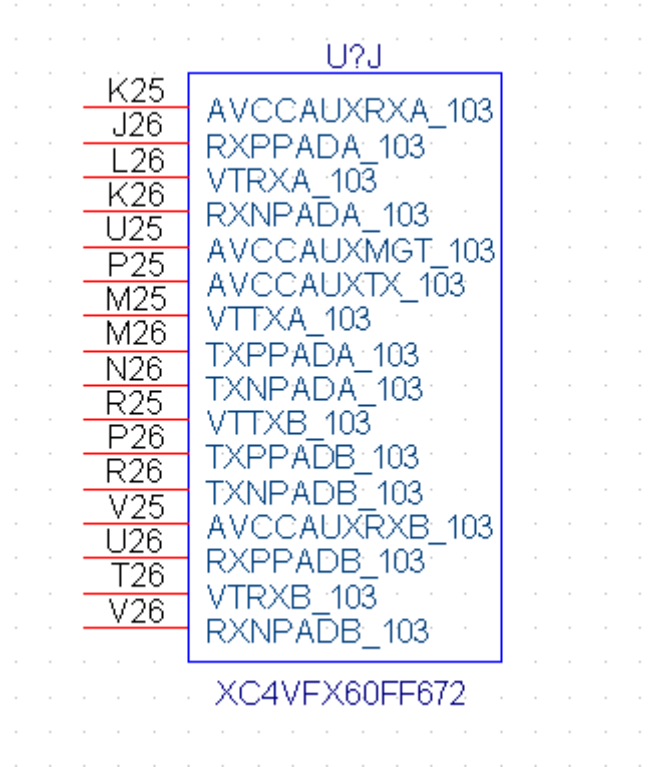 U?J
K25 AVCCAUXRXA_103
J26 RXPPADA_103
L26 VTRXA_103
K26 RXNPADA_103
U25 AVCCAUXMGT_103
P25 AVCCAUXTX_103
M25 VTTXA_103
M26 TXPPADA_103
N26 TXNPADA_103
R25 VTTXB_103
P26 TXPPADB_103
R26 TXNPADB_103
V25 AVCCAUXRXB_103
U26 RXPPADB_103
T26 VTRXB_103
V26 RXNPADB_103
XC4VFX60FF672